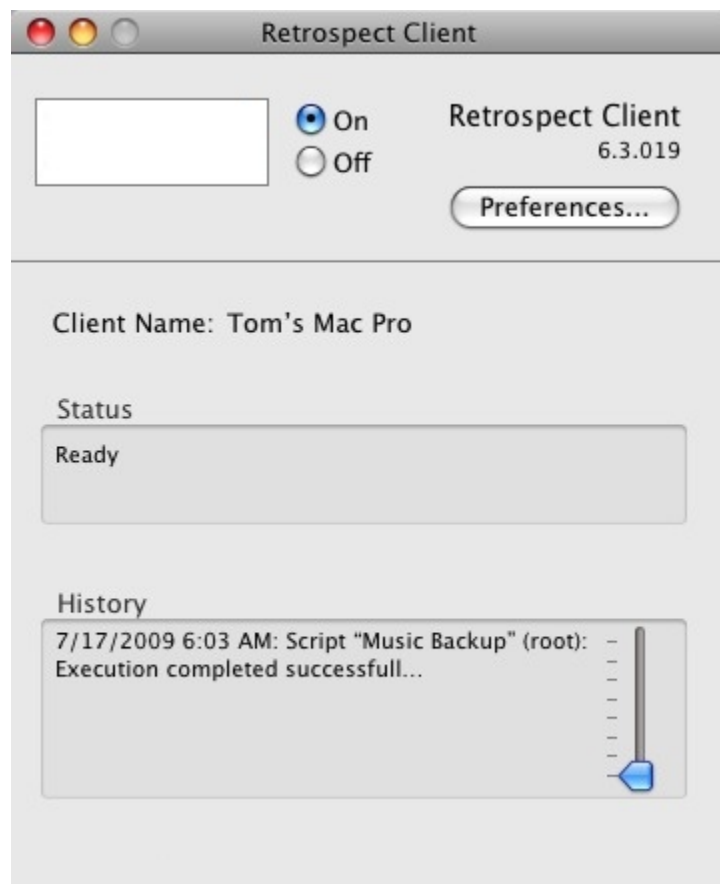 Retrospect Client
On
Off
Retrospect Client
6.3.019
Preferences...
Client Name: Tom’s Mac Pro
Status
Ready
History
7/17/2009 6:03 AM: Script “Music Backup” (root):
Execution completed successfull...